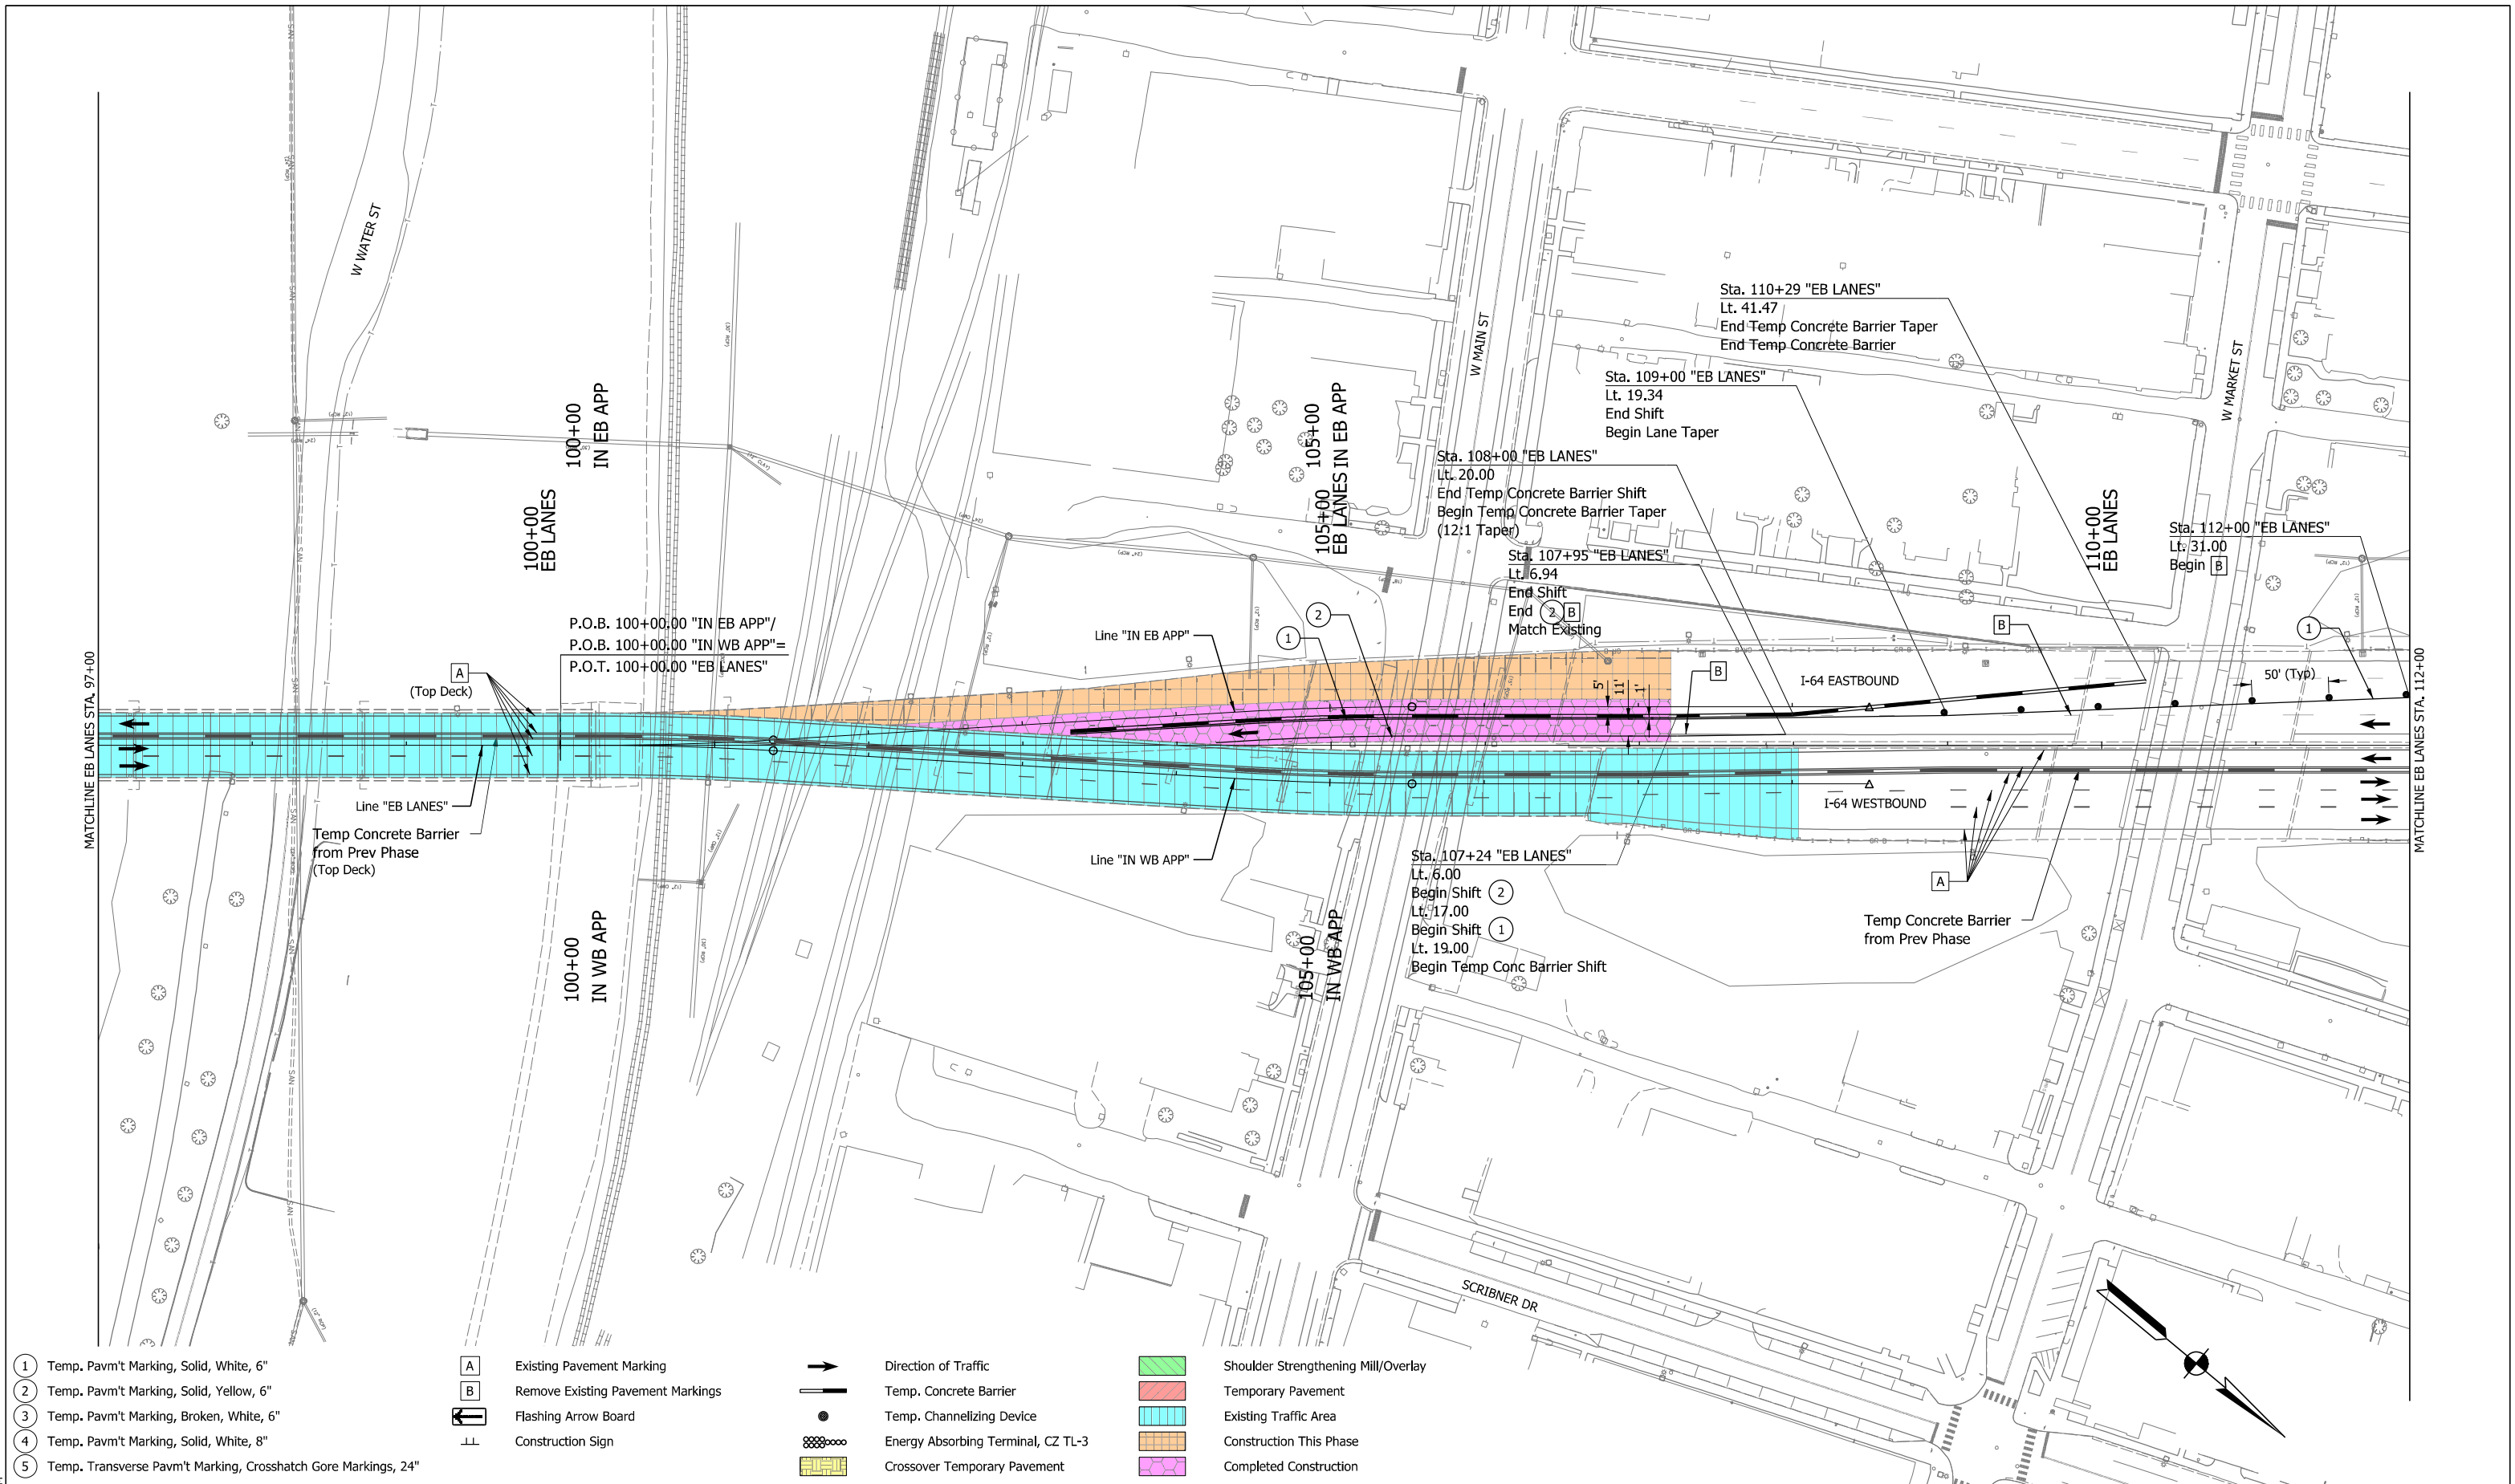 W WATER ST
W MAIN ST
W MARKET ST
SCRIBNER DR
MATCHLINE EB LANES STA. 97+00
MATCHLINE EB LANES STA. 112+00
100+00
IN EB APP
100+00
EB LANES
105+00
IN EB APP
105+00
EB LANES
110+00
EB LANES
100+00
IN WB APP
105+00
IN WB APP
Sta. 110+29 "EB LANES"
Lt. 41.47
End Temp Concrete Barrier Taper
End Temp Concrete Barrier
Sta. 109+00 "EB LANES"
Lt. 19.34
End Shift
Begin Lane Taper
Sta. 108+00 "EB LANES"
Lt. 20.00
End Temp Concrete Barrier Shift
Begin Temp Concrete Barrier Taper
(12:1 Taper)
Sta. 107+95 "EB LANES"
Lt. 6.94
End Shift
End 2 B
Match Existing
Sta. 112+00 "EB LANES"
Lt. 31.00
Begin B
P.O.B. 100+00.00 "IN EB APP"/
P.O.B. 100+00.00 "IN WB APP"=
P.O.T. 100+00.00 "EB LANES"
A
(Top Deck)
Line "IN EB APP"
1
2
B
B
1
50' (Typ)
5'
11'
1'
I-64 EASTBOUND
I-64 WESTBOUND
Line "EB LANES"
Temp Concrete Barrier
from Prev Phase
(Top Deck)
Line "IN WB APP"
Sta. 107+24 "EB LANES"
Lt. 6.00
Begin Shift 2
Lt. 17.00
Begin Shift 1
Lt. 19.00
Begin Temp Conc Barrier Shift
A
Temp Concrete Barrier
from Prev Phase
1 Temp. Pavm't Marking, Solid, White, 6"
2 Temp. Pavm't Marking, Solid, Yellow, 6"
3 Temp. Pavm't Marking, Broken, White, 6"
4 Temp. Pavm't Marking, Solid, White, 8"
5 Temp. Transverse Pavm't Marking, Crosshatch Gore Markings, 24"
A Existing Pavement Marking
B Remove Existing Pavement Markings
Flashing Arrow Board
Construction Sign
Direction of Traffic
Temp. Concrete Barrier
Temp. Channelizing Device
Energy Absorbing Terminal, CZ TL-3
Crossover Temporary Pavement
Shoulder Strengthening Mill/Overlay
Temporary Pavement
Existing Traffic Area
Construction This Phase
Completed Construction